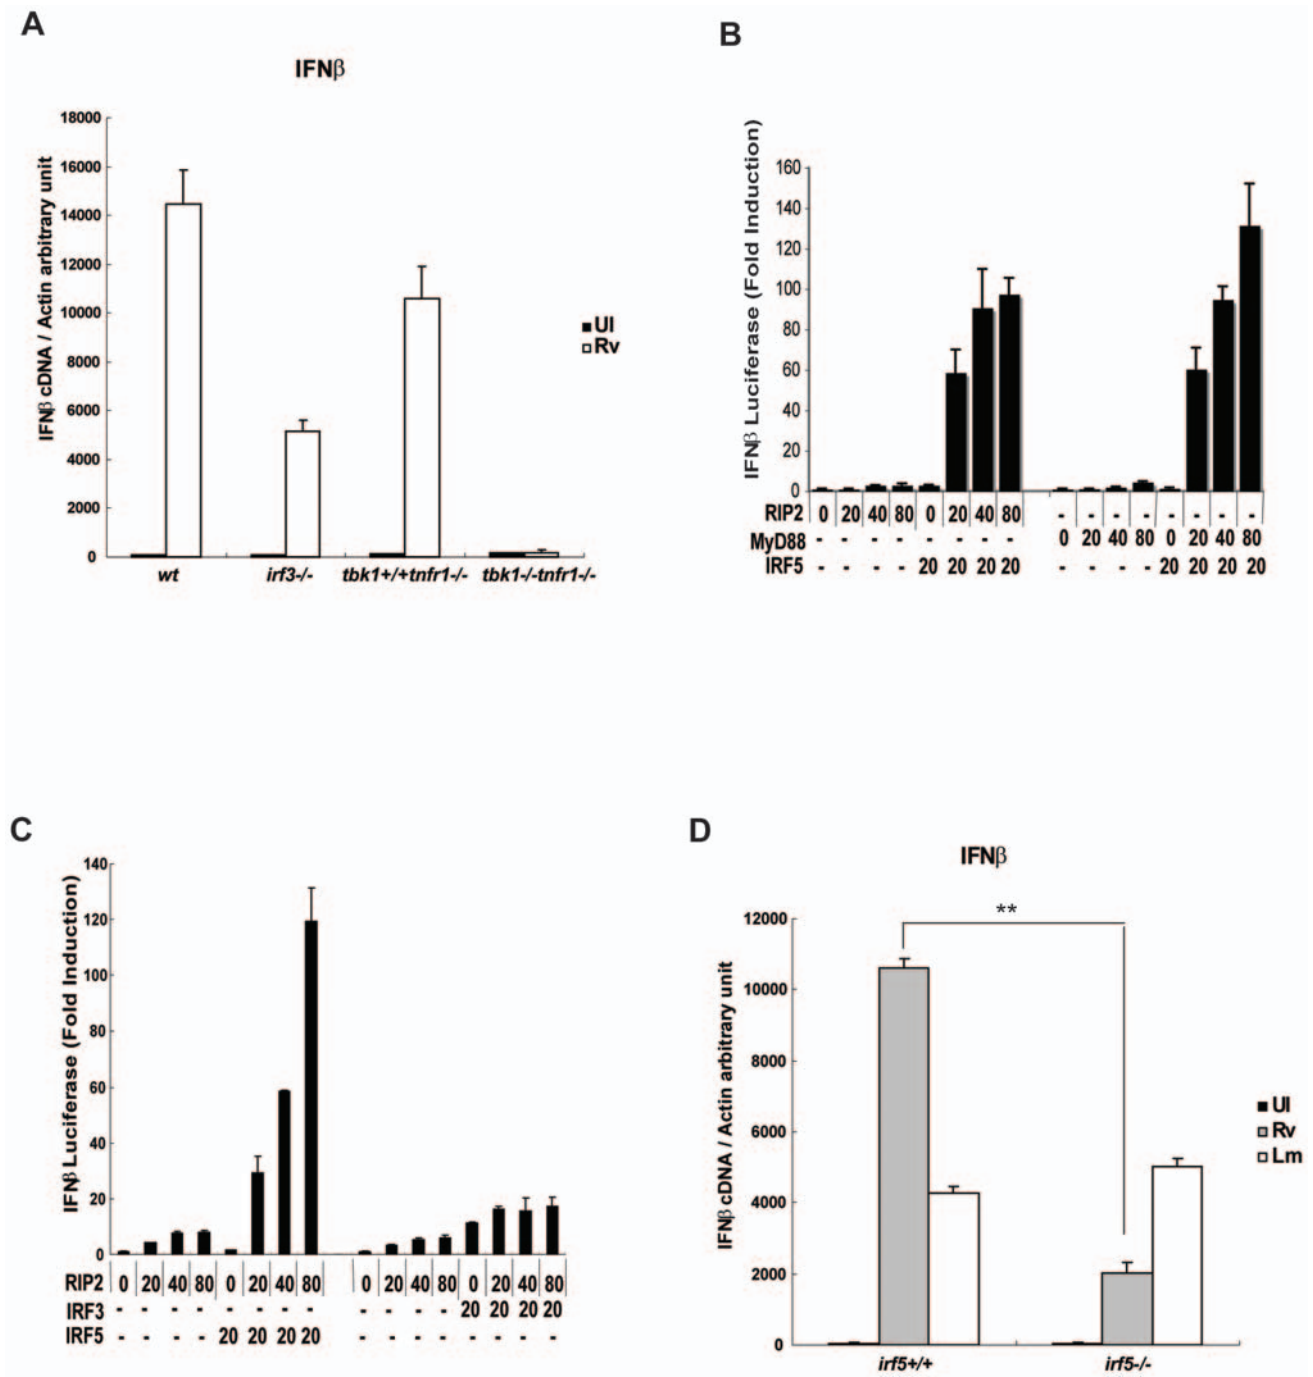 A
IFNβ
IFNβ cDNA / Actin arbitrary unit
18000
16000
14000
12000
10000
8000
6000
4000
2000
0
wt irf3-/- tbk1+/+tnfr1-/- tbk1-/-tnfr1-/-
UI
Rv
B
IFNβ Luciferase (Fold Induction)
160
140
120
100
80
60
40
20
0
RIP2 0 20 40 80 0 20 40 80 - - - - - - - -
MyD88 - - - - - - - - 0 20 40 80 0 20 40 80
IRF5 - - - - 20 20 20 20 - - - - 20 20 20 20
C
IFNβ Luciferase (Fold Induction)
140
120
100
80
60
40
20
0
RIP2 0 20 40 80 0 20 40 80 0 20 40 80 0 20 40 80
IRF3 - - - - - - - - - - - - 20 20 20 20
IRF5 - - - - 20 20 20 20 - - - - - - - -
D
IFNβ
IFNβ cDNA / Actin arbitrary unit
12000
10000
8000
6000
4000
2000
0
**
irf5+/+ irf5-/-
UI
Rv
Lm